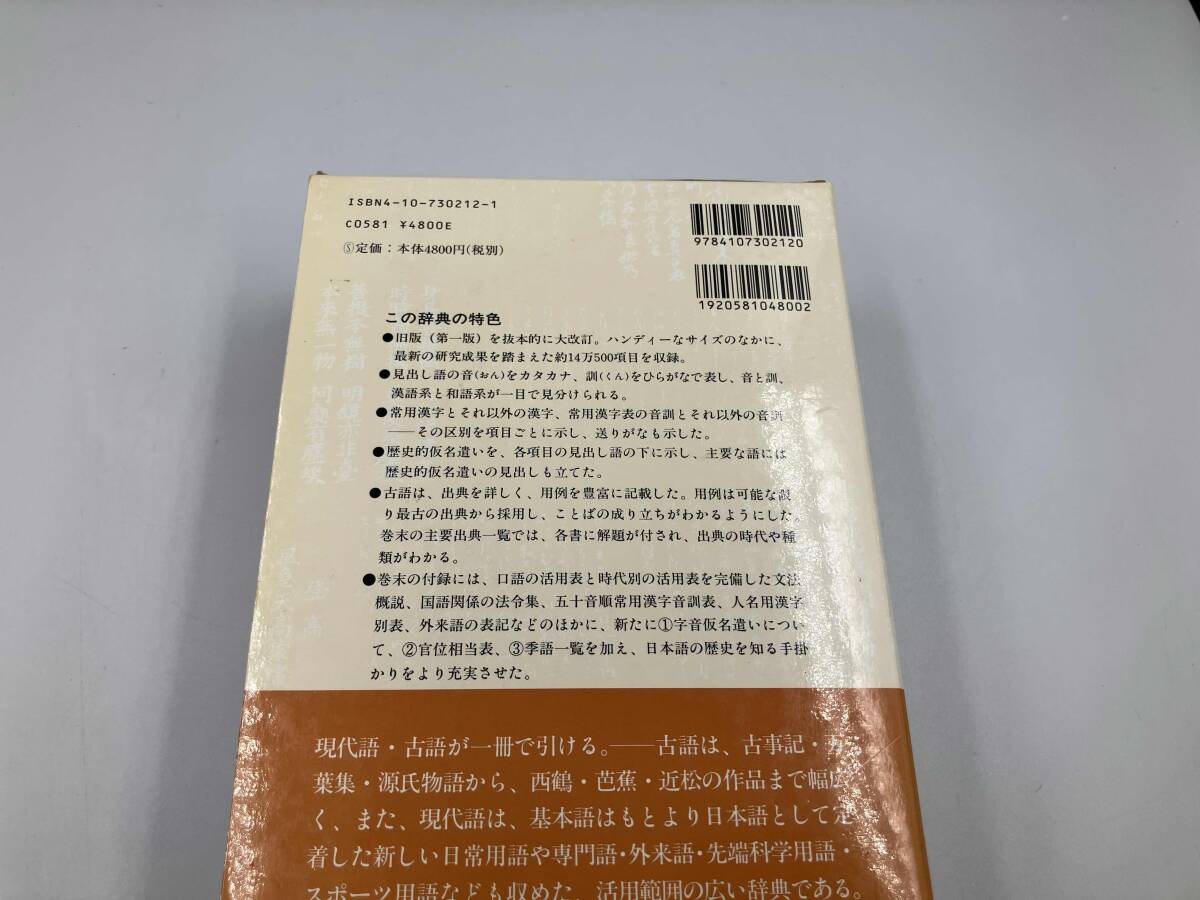 ISBN4-10-730212-1
C0581 ¥4800E
Ⓢ定価：本体4800円(税別)
9784107302120
1920581048002
この辞典の特色
●旧版（第一版）を抜本的に大改訂。ハンディーなサイズのなかに、
最新の研究成果を踏まえた約14万500項目を収録。
●見出し語の音(おん)をカタカナ、訓(くん)をひらがなで表し、音と訓、
漢語系と和語系が一目で見分けられる。
●常用漢字とそれ以外の漢字、常用漢字表の音訓とそれ以外の音訓
――その区別を項目ごとに示し、送りがなも示した。
●歴史的仮名遣いを、各項目の見出し語の下に示し、主要な語には
歴史的仮名遣いの見出しも立てた。
●古語は、出典を詳しく、用例を豊富に記載した。用例は可能な限
り最古の出典から採用し、ことばの成り立ちがわかるようにした。
巻末の主要出典一覧では、各書に解題が付され、出典の時代や種
類がわかる。
●巻末の付録には、口語の活用表と時代別の活用表を完備した文法
概説、国語関係の法令集、五十音順常用漢字音訓表、人名用漢字
別表、外来語の表記などのほかに、新たに①字音仮名遣いについ
て、②官位相当表、③季語一覧を加え、日本語の歴史を知る手掛
かりをより充実させた。
現代語・古語が一冊で引ける。――古語は、古事記・万
葉集・源氏物語から、西鶴・芭蕉・近松の作品まで幅広
く、また、現代語は、基本語はもとより日本語として定
着した新しい日常用語や専門語・外来語・先端科学用語・
スポーツ用語なども収めた、活用範囲の広い辞典である。